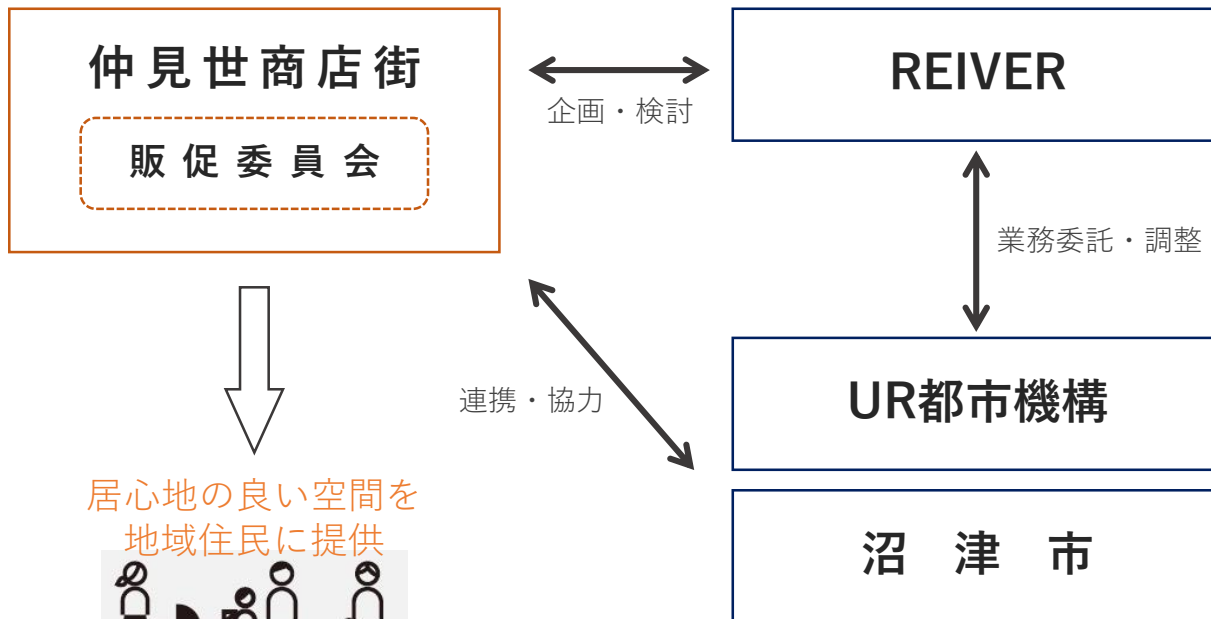 仲見世商店街
販促委員会
企画・検討
REIVER
業務委託・調整
連携・協力
UR都市機構
居心地の良い空間を
地域住民に提供
沼津市